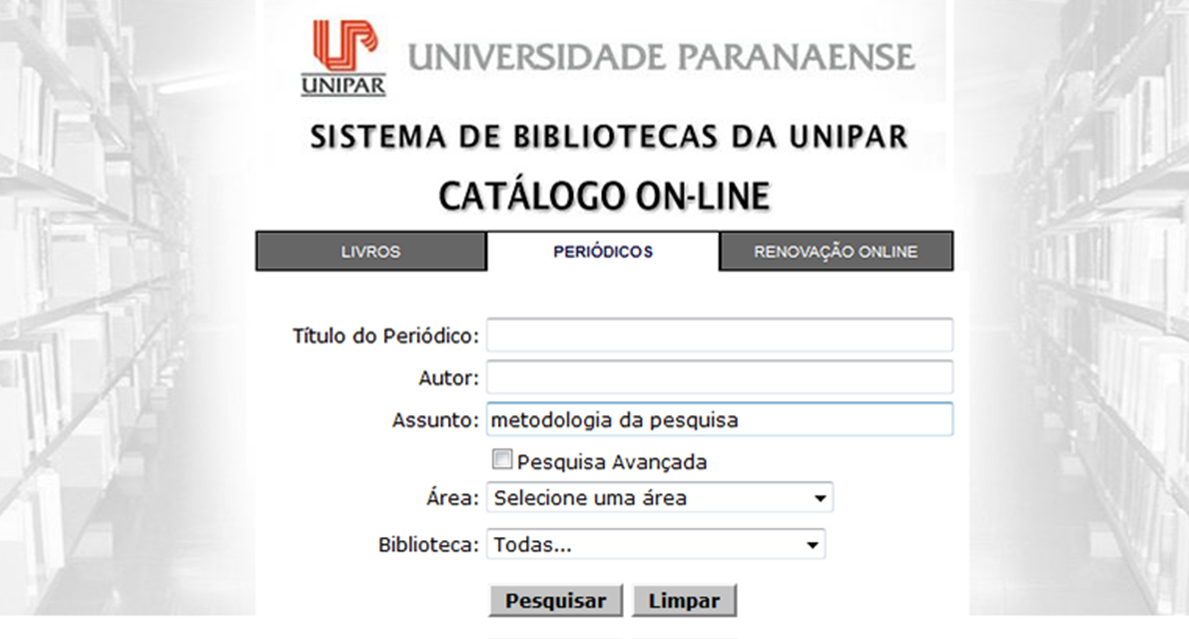 UNIPAR
UNIVERSIDADE PARANAENSE
SISTEMA DE BIBLIOTECAS DA UNIPAR
CATÁLOGO ON-LINE
LIVROS PERIÓDICOS RENOVAÇÃO ONLINE
Título do Periódico:
Autor:
Assunto: metodologia da pesquisa
Pesquisa Avançada
Área: Selecione uma área
Biblioteca: Todas...
Pesquisar Limpar